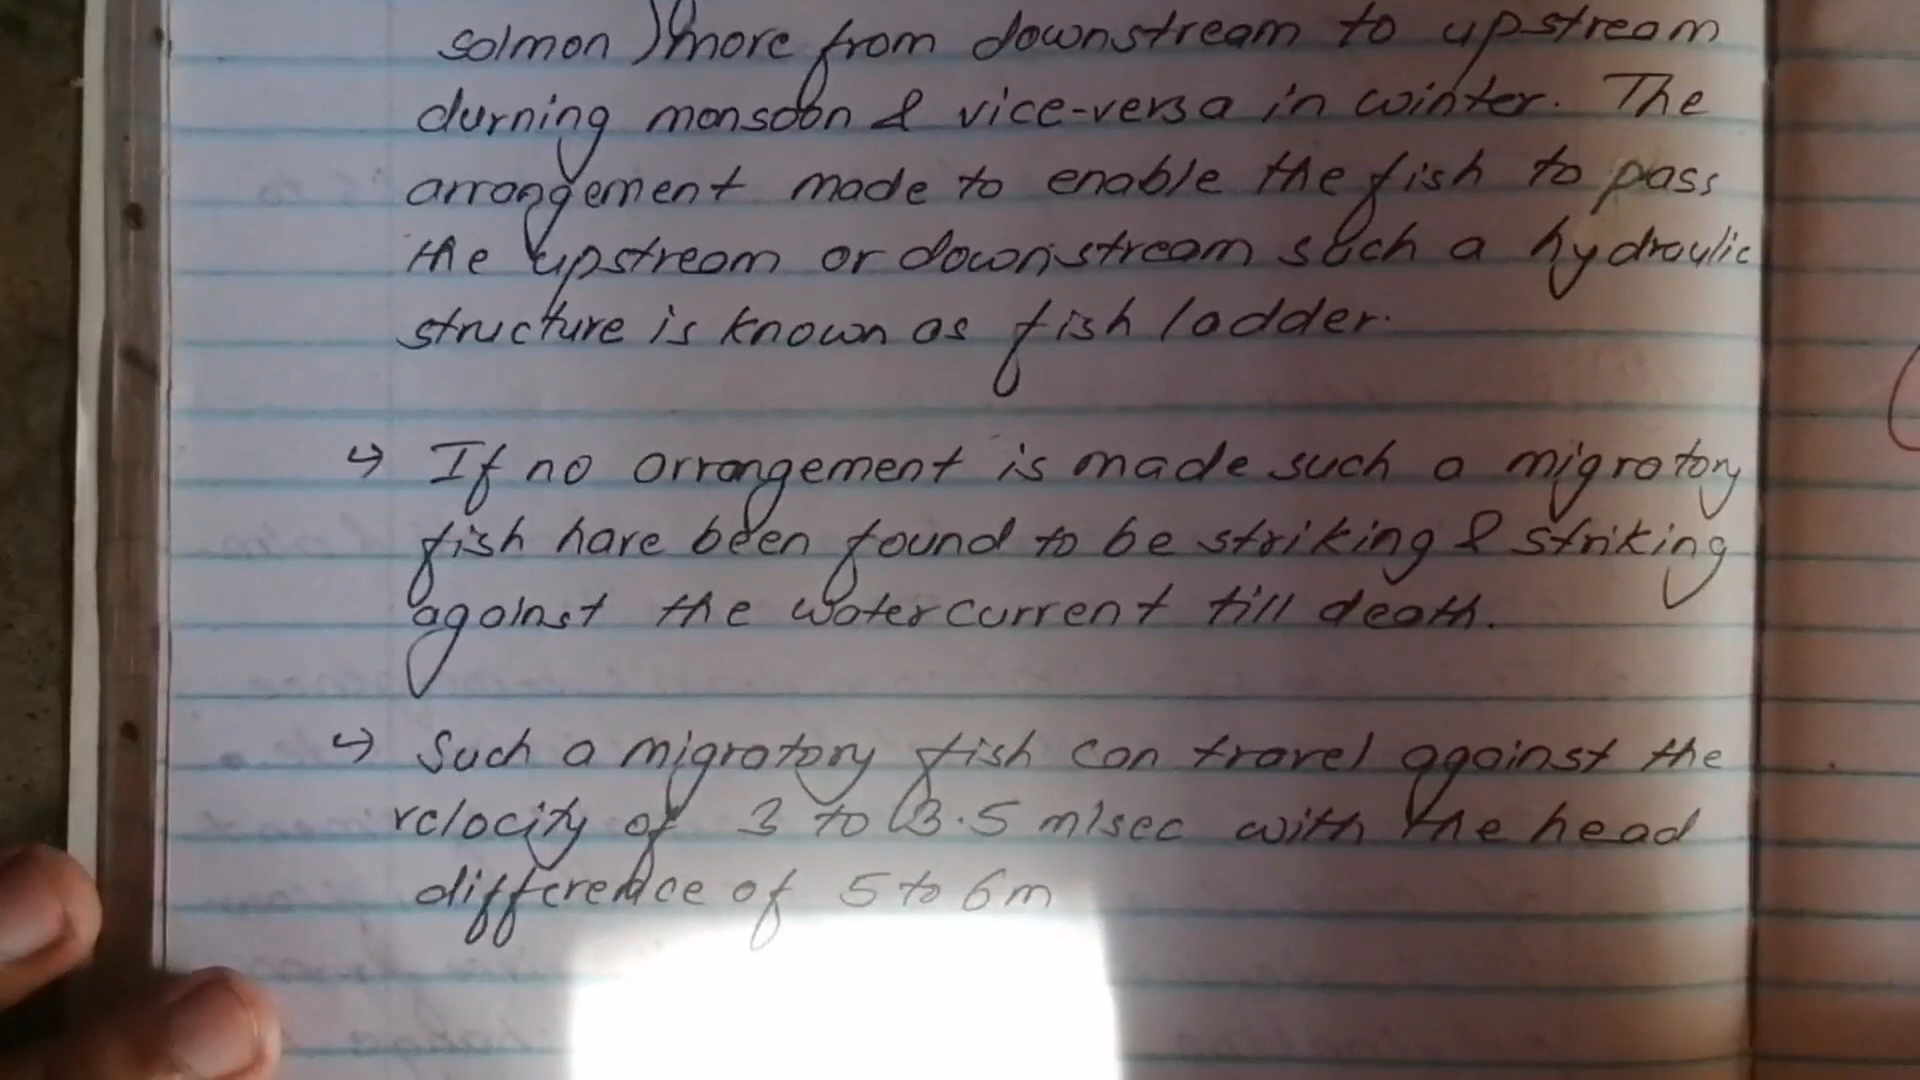 salmon) move from downstream to upstream
durning monsoon & vice-versa in winter. The
arrangement made to enable the fish to pass
the upstream or downstream such a hydraulic
structure is known as fish ladder.
↪ If no arrangement is made such a migratory
fish have been found to be striking & striking
against the water current till death.
↪ Such a migratory fish can travel against the
velocity of 3 to 3.5 m/sec with the head
difference of 5 to 6m